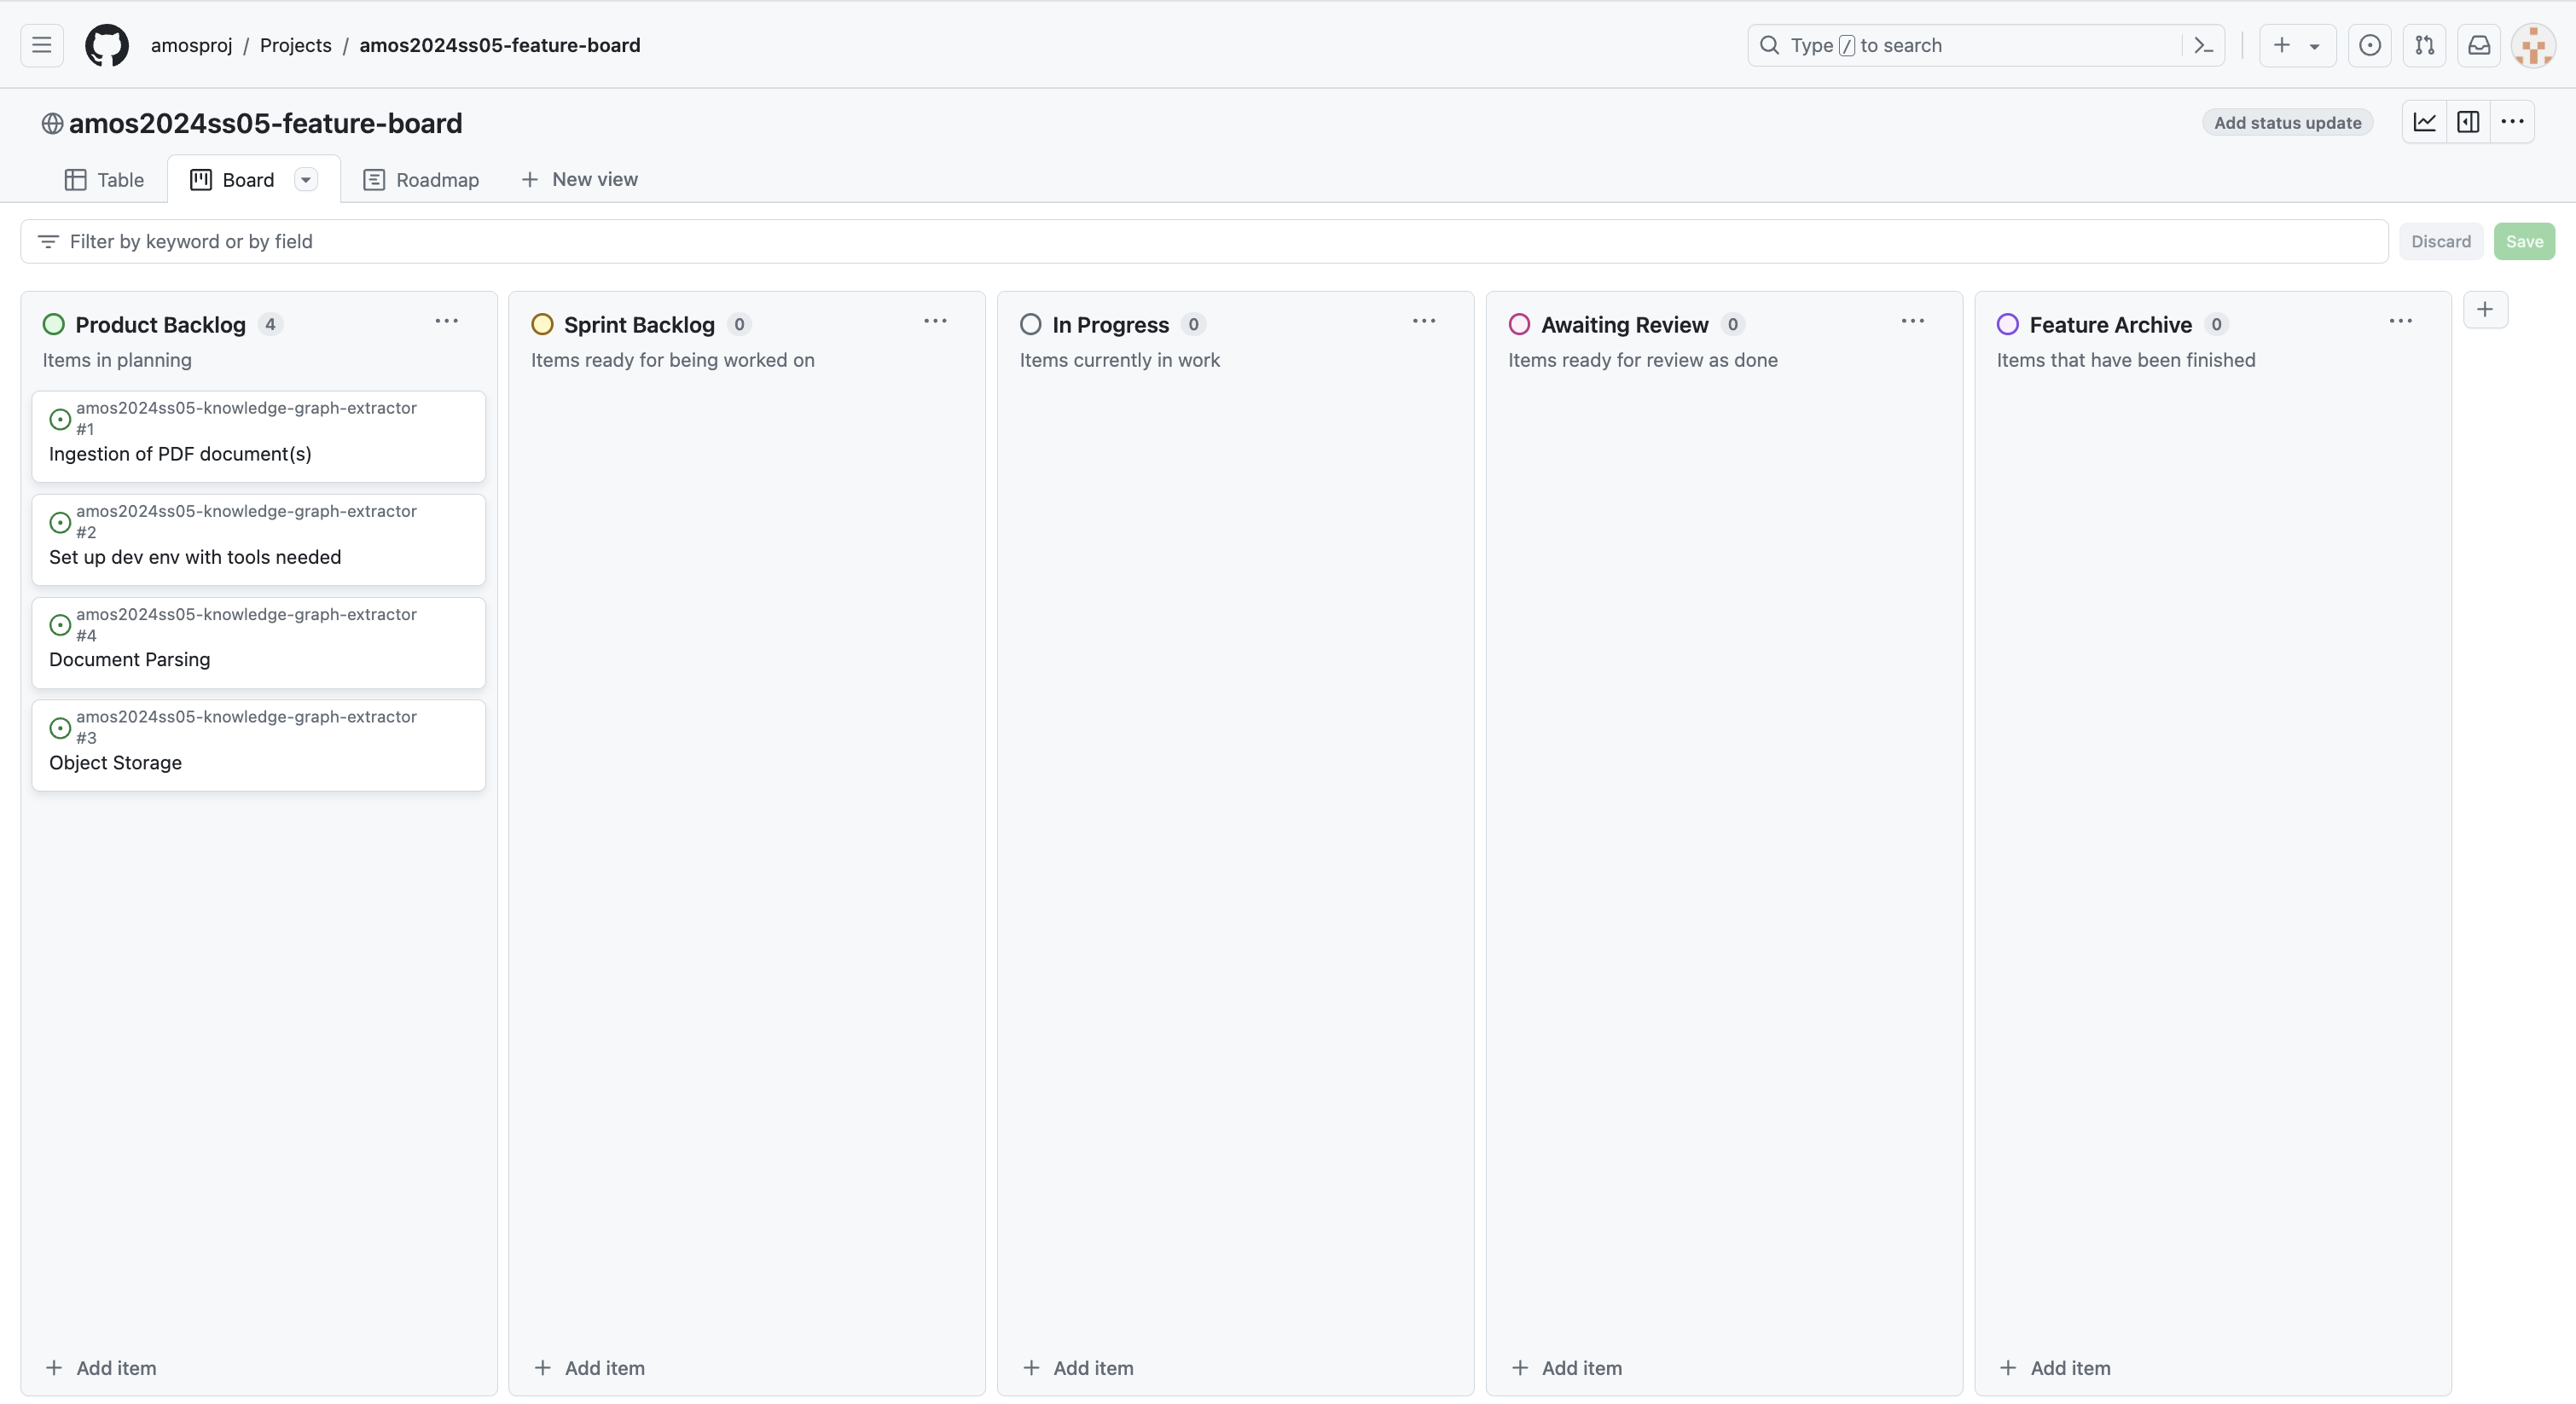 amosproj / Projects / amos2024ss05-feature-board
Type / to search
amos2024ss05-feature-board
Add status update
Table
Board
Roadmap
New view
Filter by keyword or by field
Discard
Save
Product Backlog 4
Items in planning
amos2024ss05-knowledge-graph-extractor
#1
Ingestion of PDF document(s)
amos2024ss05-knowledge-graph-extractor
#2
Set up dev env with tools needed
amos2024ss05-knowledge-graph-extractor
#4
Document Parsing
amos2024ss05-knowledge-graph-extractor
#3
Object Storage
Add item
Sprint Backlog 0
Items ready for being worked on
Add item
In Progress 0
Items currently in work
Add item
Awaiting Review 0
Items ready for review as done
Add item
Feature Archive 0
Items that have been finished
Add item